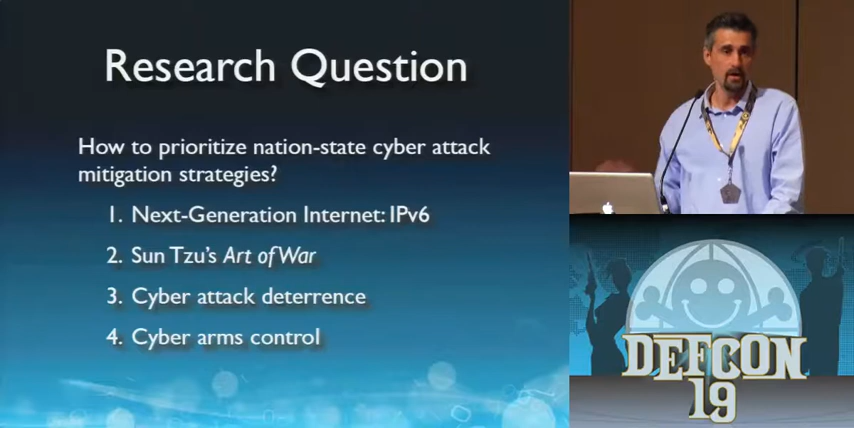 Research Question
How to prioritize nation-state cyber attack
mitigation strategies?
1. Next-Generation Internet: IPv6
2. Sun Tzu's Art of War
3. Cyber attack deterrence
4. Cyber arms control
DEFCON
19